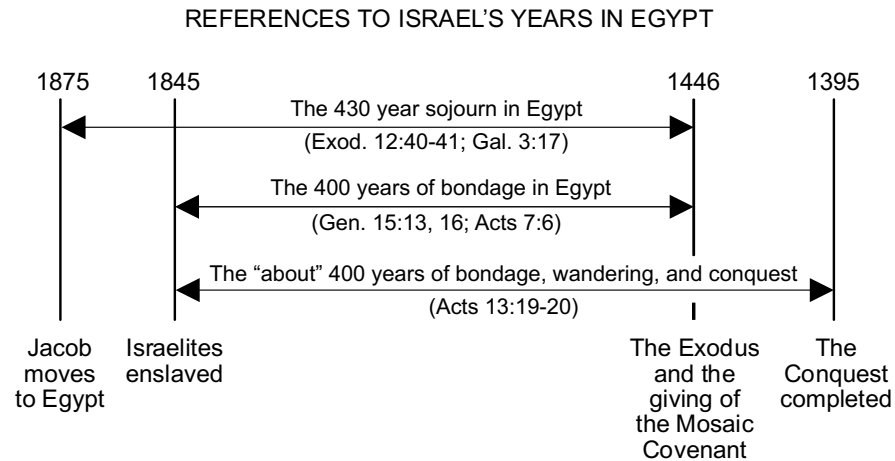 REFERENCES TO ISRAEL’S YEARS IN EGYPT
1875 1845 1446 1395
The 430 year sojourn in Egypt
(Exod. 12:40-41; Gal. 3:17)
The 400 years of bondage in Egypt
(Gen. 15:13, 16; Acts 7:6)
The “about” 400 years of bondage, wandering, and conquest
(Acts 13:19-20)
Jacob
moves
to Egypt
Israelites
enslaved
The Exodus
and the
giving of
the Mosaic
Covenant
The
Conquest
completed